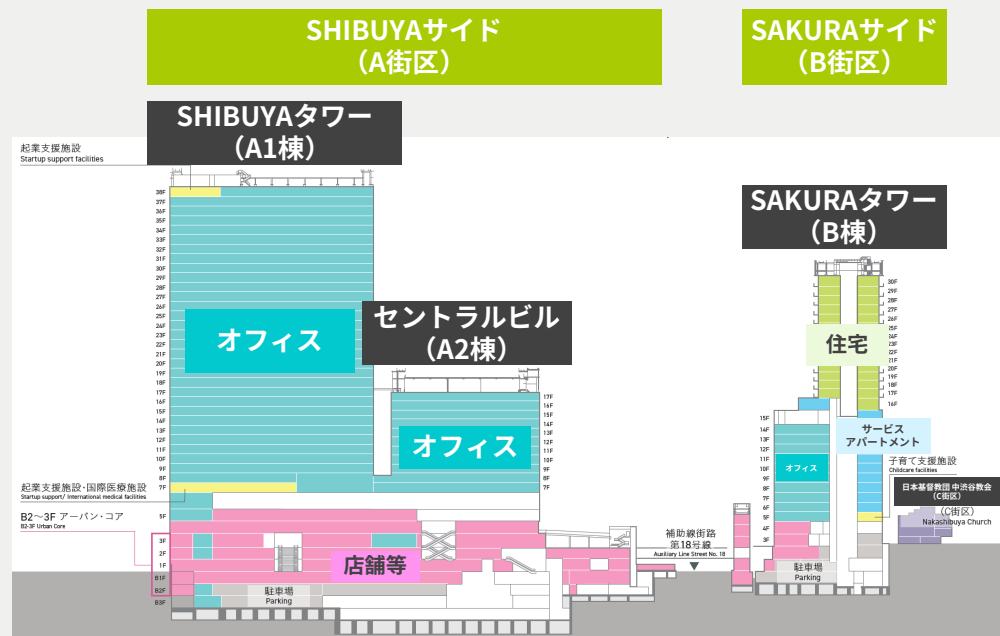 SHIBUYAサイド
（A街区）
SAKURAサイド
（B街区）
SHIBUYAタワー
（A1棟）
起業支援施設
Startup support facilities
38F
37F
36F
35F
34F
33F
32F
31F
30F
29F
28F
27F
26F
25F
24F
23F
22F
21F
20F
19F
18F
17F
16F
15F
14F
13F
12F
11F
10F
9F
8F
7F
オフィス
起業支援施設・国際医療施設
Startup support/ International medical facilities
B2～3F アーバン・コア
B2-3F Urban Core
5F
3F
2F
1F
B1F
B2F
B3F
セントラルビル
（A2棟）
17F
16F
15F
14F
13F
12F
11F
10F
9F
8F
7F
オフィス
店舗等
駐車場
Parking
補助線街路
第18号線
Auxiliary Line Street No. 18
SAKURAタワー
（B棟）
30F
29F
28F
27F
26F
25F
24F
23F
22F
21F
20F
19F
18F
17F
16F
住宅
サービス
アパートメント
15F
14F
13F
12F
11F
10F
9F
8F
7F
6F
5F
4F
3F
オフィス
子育て支援施設
Childcare facilities
日本基督教団 中渋谷教会
（C街区）
（C街区）
Nakashibuya Church
駐車場
Parking